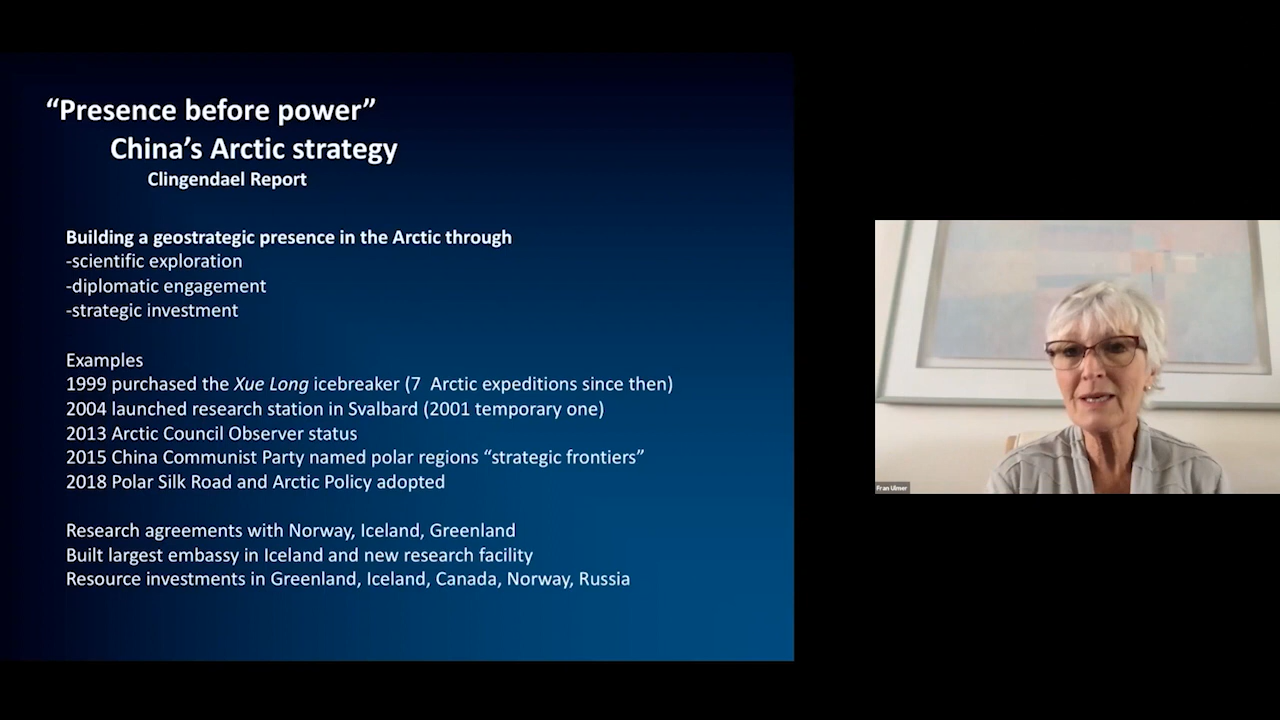 “Presence before power”
China’s Arctic strategy
Clingendael Report
Building a geostrategic presence in the Arctic through
-scientific exploration
-diplomatic engagement
-strategic investment
Examples
1999 purchased the Xue Long icebreaker (7  Arctic expeditions since then)
2004 launched research station in Svalbard (2001 temporary one)
2013 Arctic Council Observer status
2015 China Communist Party named polar regions “strategic frontiers”
2018 Polar Silk Road and Arctic Policy adopted
Research agreements with Norway, Iceland, Greenland
Built largest embassy in Iceland and new research facility
Resource investments in Greenland, Iceland, Canada, Norway, Russia
Fran Ulmer